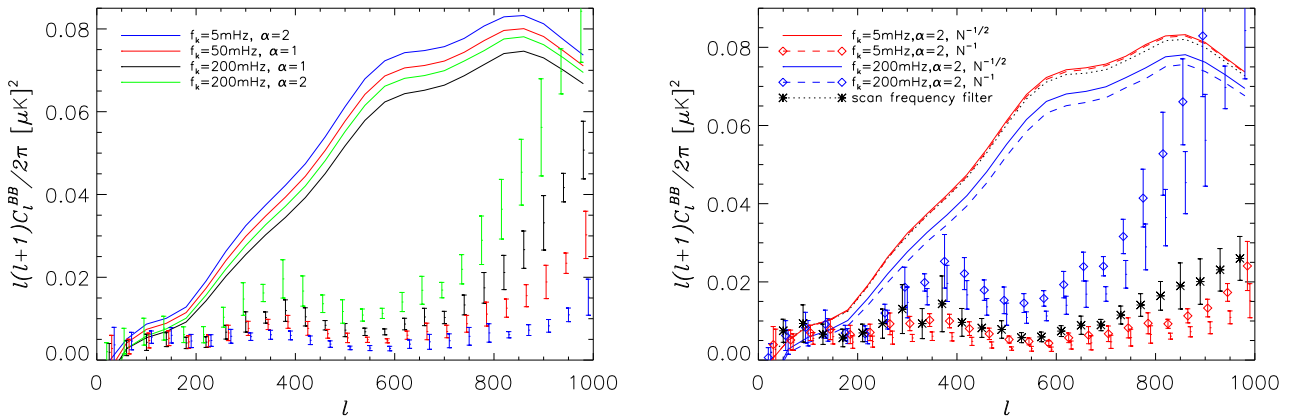 f_k=5mHz, α=2
f_k=50mHz, α=1
f_k=200mHz, α=1
f_k=200mHz, α=2
0.08
0.06
0.04
0.02
0.00
0 200 400 600 800 1000
l
l(l+1)C_l^{BB}/2π [μK]²
f_k=5mHz,α=2, N^{-1/2}
f_k=5mHz,α=2, N^{-1}
f_k=200mHz,α=2, N^{-1/2}
f_k=200mHz,α=2, N^{-1}
scan frequency filter
0.08
0.06
0.04
0.02
0.00
0 200 400 600 800 1000
l
l(l+1)C_l^{BB}/2π [μK]²